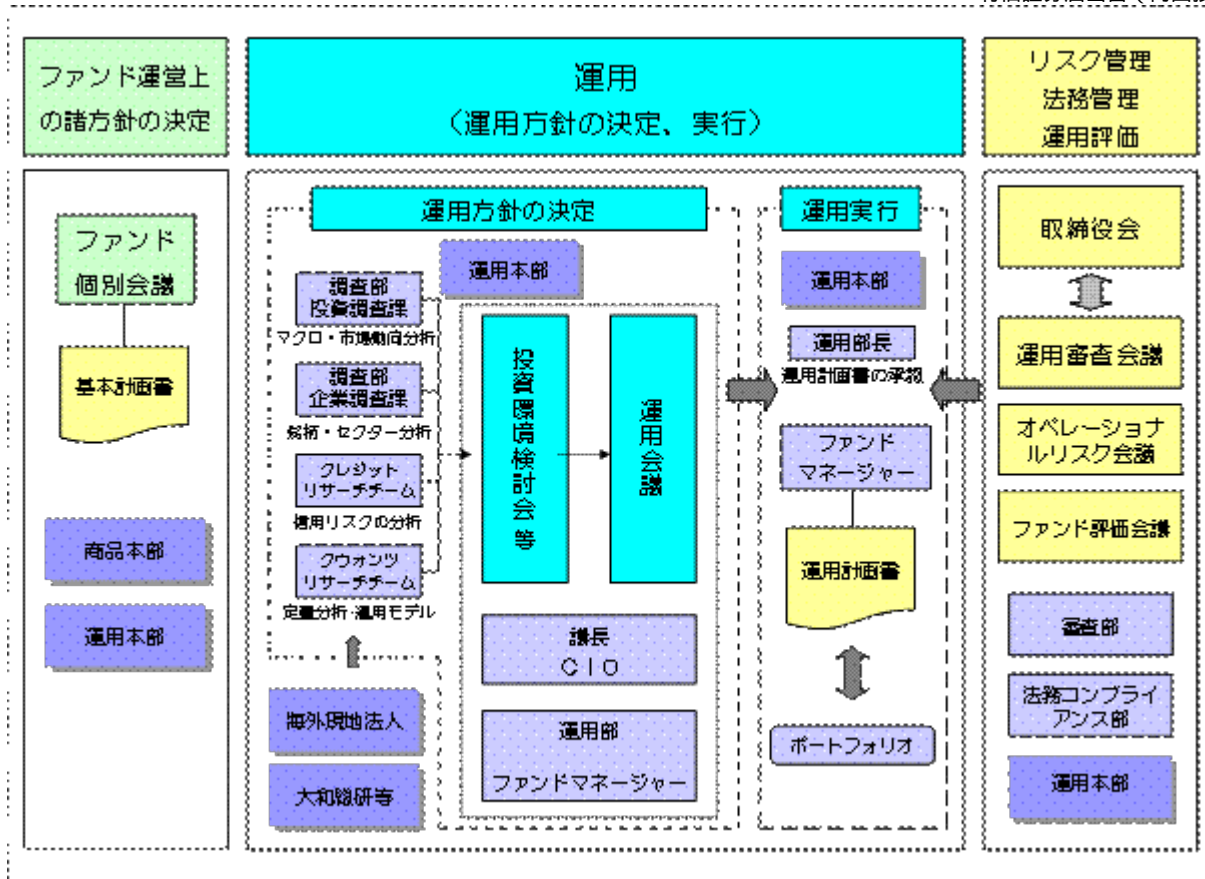 ファンド運営上
の諸方針の決定
運用
（運用方針の決定、実行）
リスク管理
法務管理
運用評価
ファンド
個別会議
基本計画書
商品本部
運用本部
運用方針の決定
運用本部
調査部
投資調査課
マクロ・市場動向分析
調査部
企業調査課
銘柄・セクター分析
クレジット
リサーチチーム
信用リスクの分析
クウォンツ
リサーチチーム
定量分析・運用モデル
海外現地法人
大和総研等
投資環境検討会等
運用会議
議長
CIO
運用部
ファンドマネージャー
運用実行
運用本部
運用部長
運用計画書の承認
ファンド
マネージャー
運用計画書
ポートフォリオ
取締役会
運用審査会議
オペレーショナ
ルリスク会議
ファンド評価会議
審査部
法務コンプライ
アンス部
運用本部